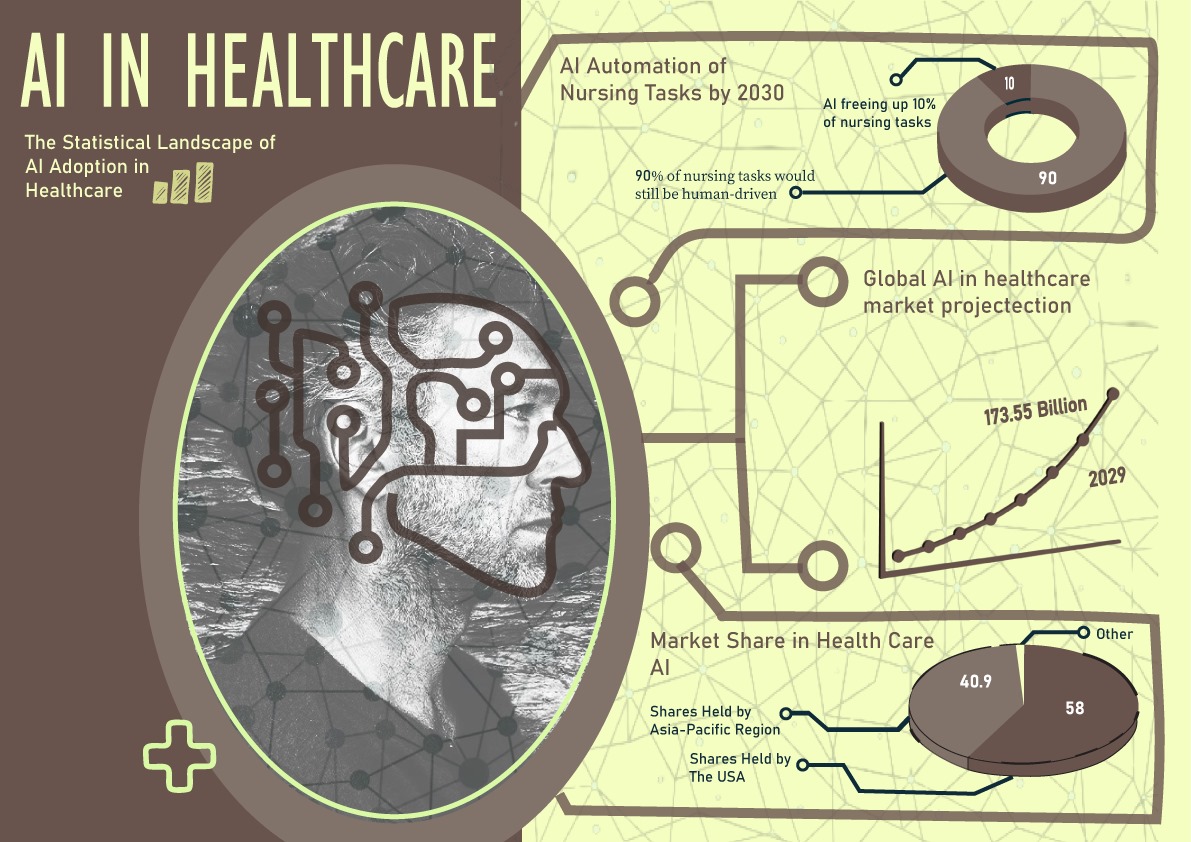 AI IN HEALTHCARE
The Statistical Landscape of
AI Adoption in
Healthcare
AI Automation of
Nursing Tasks by 2030
10
AI freeing up 10%
of nursing tasks
90% of nursing tasks would
still be human-driven
90
Global AI in healthcare
market projectection
173.55 Billion
2029
Market Share in Health Care
AI
Other
40.9
58
Shares Held by
Asia-Pacific Region
Shares Held by
The USA